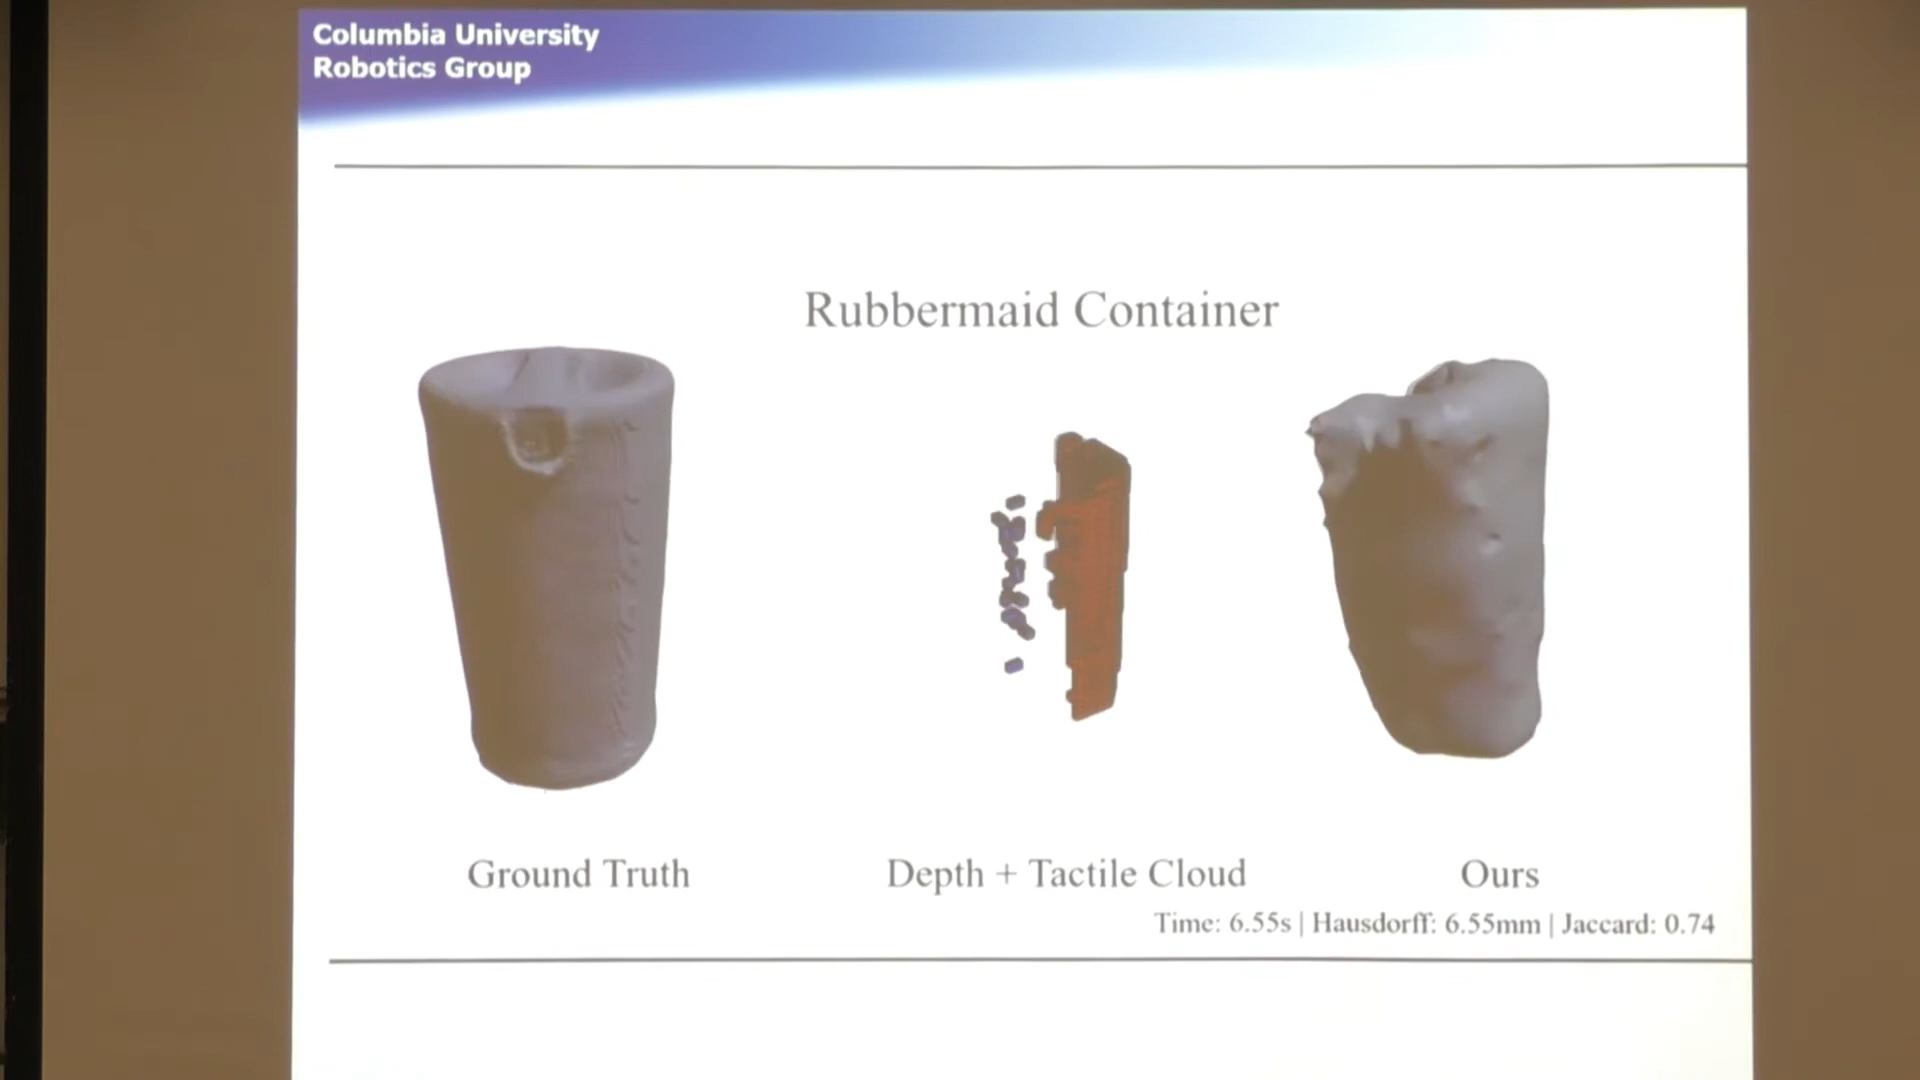 Columbia University
Robotics Group
Rubbermaid Container
Ground Truth
Depth + Tactile Cloud
Ours
Time: 6.55s | Hausdorff: 6.55mm | Jaccard: 0.74